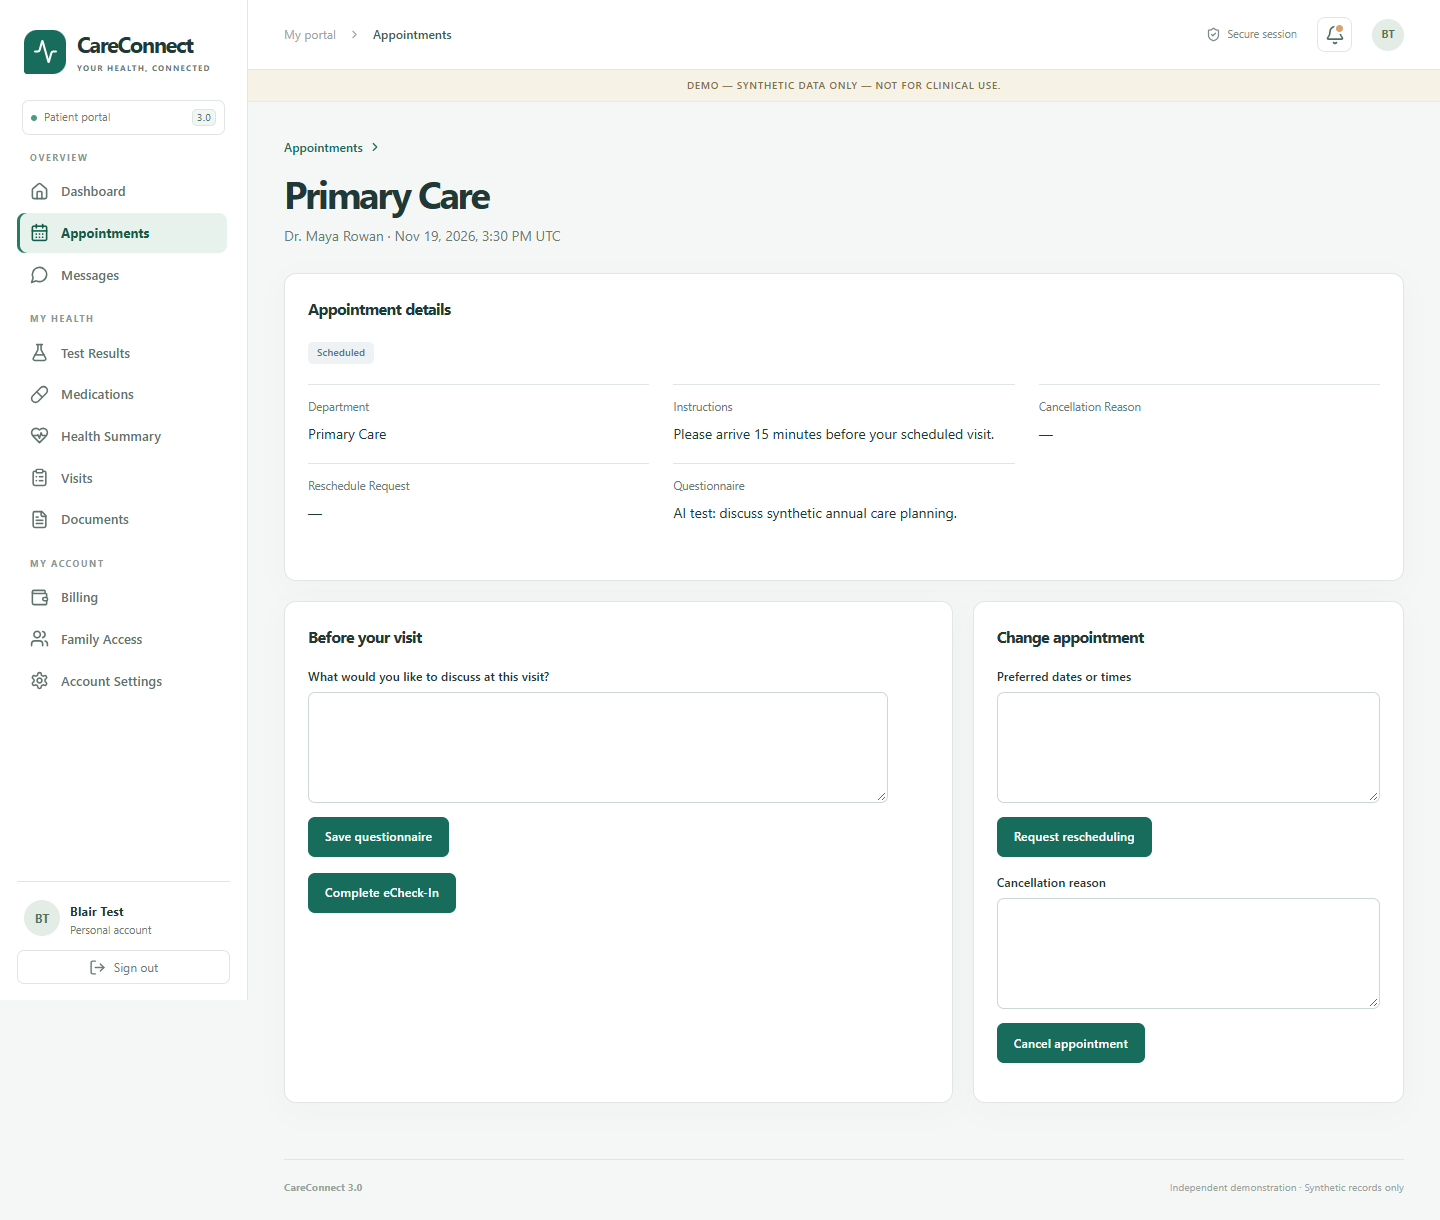 CareConnect
YOUR HEALTH, CONNECTED
Patient portal 3.0
OVERVIEW
Dashboard
Appointments
Messages
MY HEALTH
Test Results
Medications
Health Summary
Visits
Documents
MY ACCOUNT
Billing
Family Access
Account Settings
BT
Blair Test
Personal account
Sign out
My portal > Appointments
Secure session
BT
DEMO — SYNTHETIC DATA ONLY — NOT FOR CLINICAL USE.
Appointments >
Primary Care
Dr. Maya Rowan · Nov 19, 2026, 3:30 PM UTC
Appointment details
Scheduled
Department
Primary Care
Instructions
Please arrive 15 minutes before your scheduled visit.
Cancellation Reason
—
Reschedule Request
—
Questionnaire
AI test: discuss synthetic annual care planning.
Before your visit
What would you like to discuss at this visit?
Save questionnaire
Complete eCheck-In
Change appointment
Preferred dates or times
Request rescheduling
Cancellation reason
Cancel appointment
CareConnect 3.0
Independent demonstration · Synthetic records only